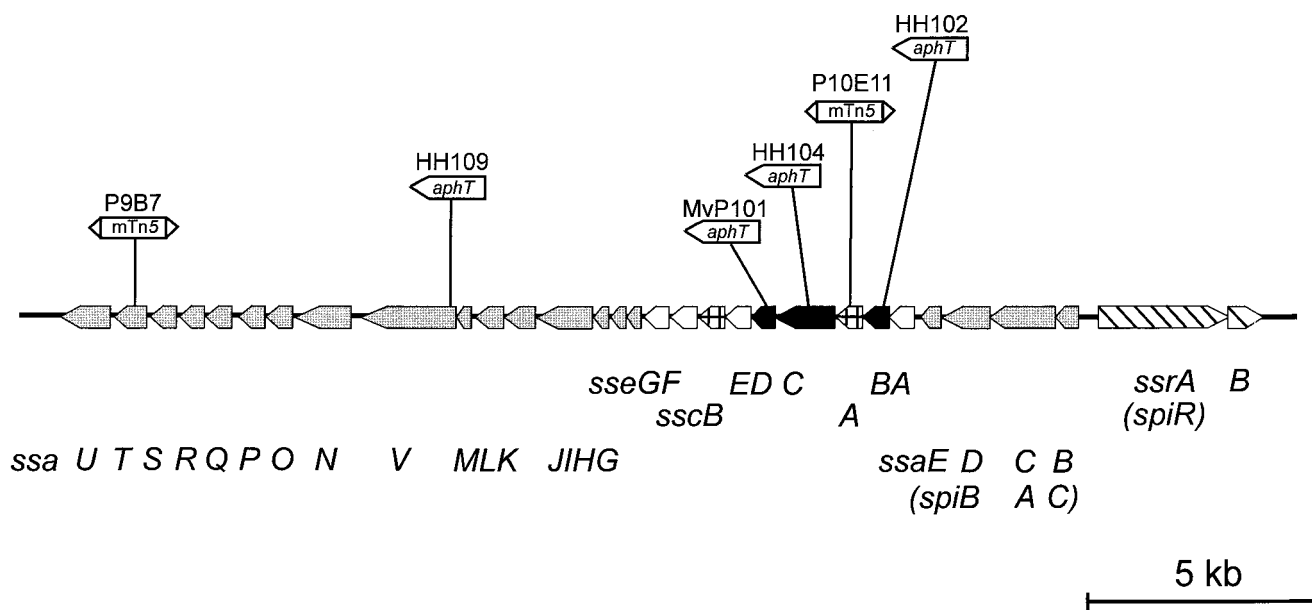 HH102
aphT
P10E11
mTn5
HH104
aphT
HH109
aphT
P9B7
mTn5
MvP101
aphT
sseGF ED C BA ssrA B
sscB A (spiR)
ssa U T S R Q P O N V MLK JIHG ssaE D C B
(spiB A C)
5 kb